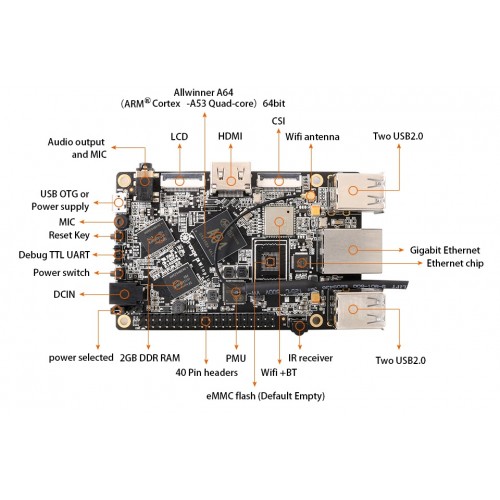 Allwinner A64
(ARM® Cortex -A53 Quad-core) 64bit
CSI
Audio output
and MIC
LCD
HDMI
Wifi antenna
Two USB2.0
USB OTG or
Power supply
MIC
Reset Key
Debug TTL UART
Power switch
DCIN
Gigabit Ethernet
Ethernet chip
power selected
2GB DDR RAM
PMU
IR receiver
Two USB2.0
40 Pin headers
Wifi +BT
eMMC flash (Default Empty)